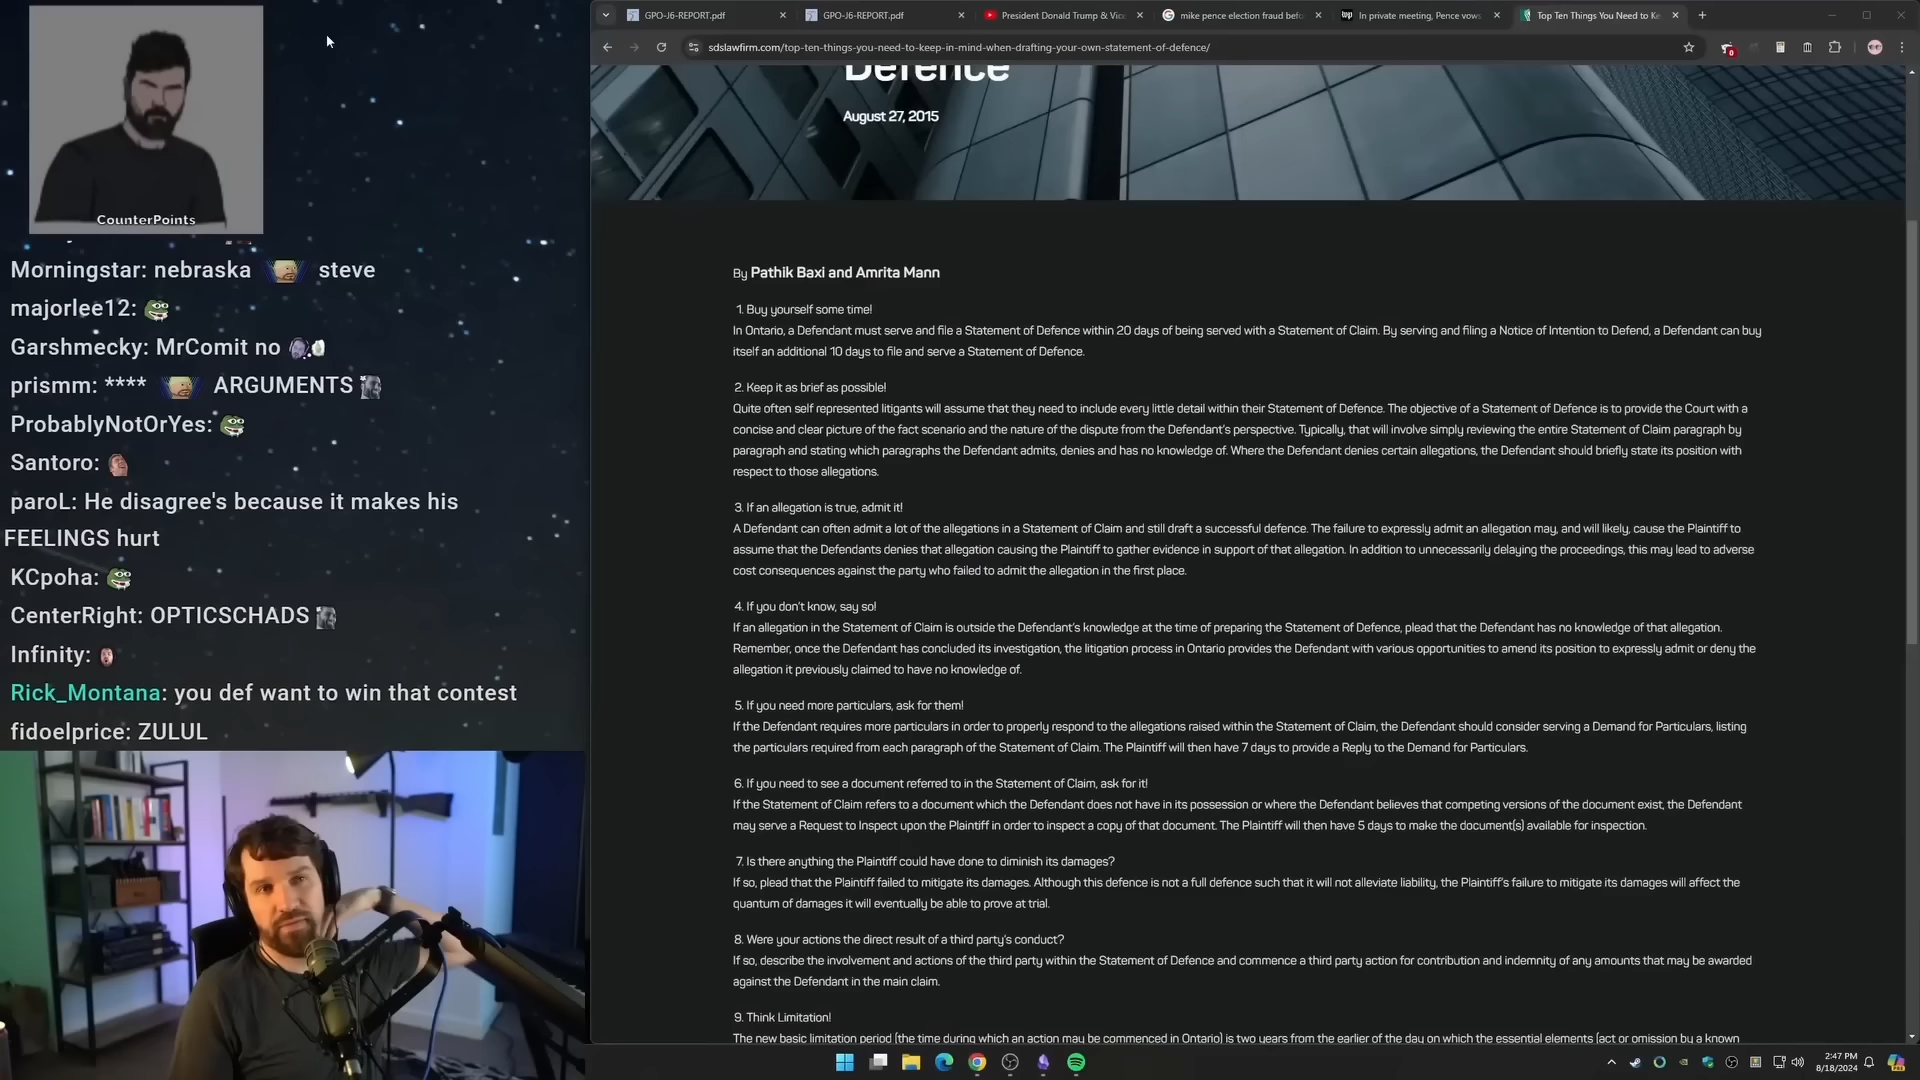 CounterPoints
Morningstar: nebraska steve
majorlee12:
Garshmecky: MrComit no
prismm: **** ARGUMENTS
ProbablyNotOrYes:
Santoro:
paroL: He disagree's because it makes his
FEELINGS hurt
KCpoha:
CenterRight: OPTICSCHADS
Infinity:
Rick_Montana: you def want to win that contest
fidoelprice: ZULUL
GPO-J6-REPORT.pdf
GPO-J6-REPORT.pdf
President Donald Trump & Vic
mike pence election fraud befo
In private meeting, Pence vows
Top Ten Things You Need to Ke
sdslawfirm.com/top-ten-things-you-need-to-keep-in-mind-when-drafting-your-own-statement-of-defence/
Defence
August 27, 2015
By Pathik Baxi and Amrita Mann
1. Buy yourself some time!
In Ontario, a Defendant must serve and file a Statement of Defence within 20 days of being served with a Statement of Claim. By serving and filing a Notice of Intention to Defend, a Defendant can buy
itself an additional 10 days to file and serve a Statement of Defence.
2. Keep it as brief as possible!
Quite often self represented litigants will assume that they need to include every little detail within their Statement of Defence. The objective of a Statement of Defence is to provide the Court with a
concise and clear picture of the fact scenario and the nature of the dispute from the Defendant's perspective. Typically, that will involve simply reviewing the entire Statement of Claim paragraph by
paragraph and stating which paragraphs the Defendant admits, denies and has no knowledge of. Where the Defendant denies certain allegations, the Defendant should briefly state its position with
respect to those allegations.
3. If an allegation is true, admit it!
A Defendant can often admit a lot of the allegations in a Statement of Claim and still draft a successful defence. The failure to expressly admit an allegation may, and will likely, cause the Plaintiff to
assume that the Defendants denies that allegation causing the Plaintiff to gather evidence in support of that allegation. In addition to unnecessarily delaying the proceedings, this may lead to adverse
cost consequences against the party who failed to admit the allegation in the first place.
4. If you don't know, say so!
If an allegation in the Statement of Claim is outside the Defendant's knowledge at the time of preparing the Statement of Defence, plead that the Defendant has no knowledge of that allegation.
Remember, once the Defendant has concluded its investigation, the litigation process in Ontario provides the Defendant with various opportunities to amend its position to expressly admit or deny the
allegation it previously claimed to have no knowledge of.
5. If you need more particulars, ask for them!
If the Defendant requires more particulars in order to properly respond to the allegations raised within the Statement of Claim, the Defendant should consider serving a Demand for Particulars, listing
the particulars required from each paragraph of the Statement of Claim. The Plaintiff will then have 7 days to provide a Reply to the Demand for Particulars.
6. If you need to see a document referred to in the Statement of Claim, ask for it!
If the Statement of Claim refers to a document which the Defendant does not have in its possession or where the Defendant believes that competing versions of the document exist, the Defendant
may serve a Request to Inspect upon the Plaintiff in order to inspect a copy of that document. The Plaintiff will then have 5 days to make the document(s) available for inspection.
7. Is there anything the Plaintiff could have done to diminish its damages?
If so, plead that the Plaintiff failed to mitigate its damages. Although this defence is not a full defence such that it will not alleviate liability, the Plaintiff's failure to mitigate its damages will affect the
quantum of damages it will eventually be able to prove at trial.
8. Were your actions the direct result of a third party's conduct?
If so, describe the involvement and actions of the third party within the Statement of Defence and commence a third party action for contribution and indemnity of any amounts that may be awarded
against the Defendant in the main claim.
9. Think Limitation!
The new basic limitation period (the time during which an action may be commenced in Ontario) is two years from the earlier of the day on which the essential elements (act or omission by a known
2:47 PM
8/18/2024